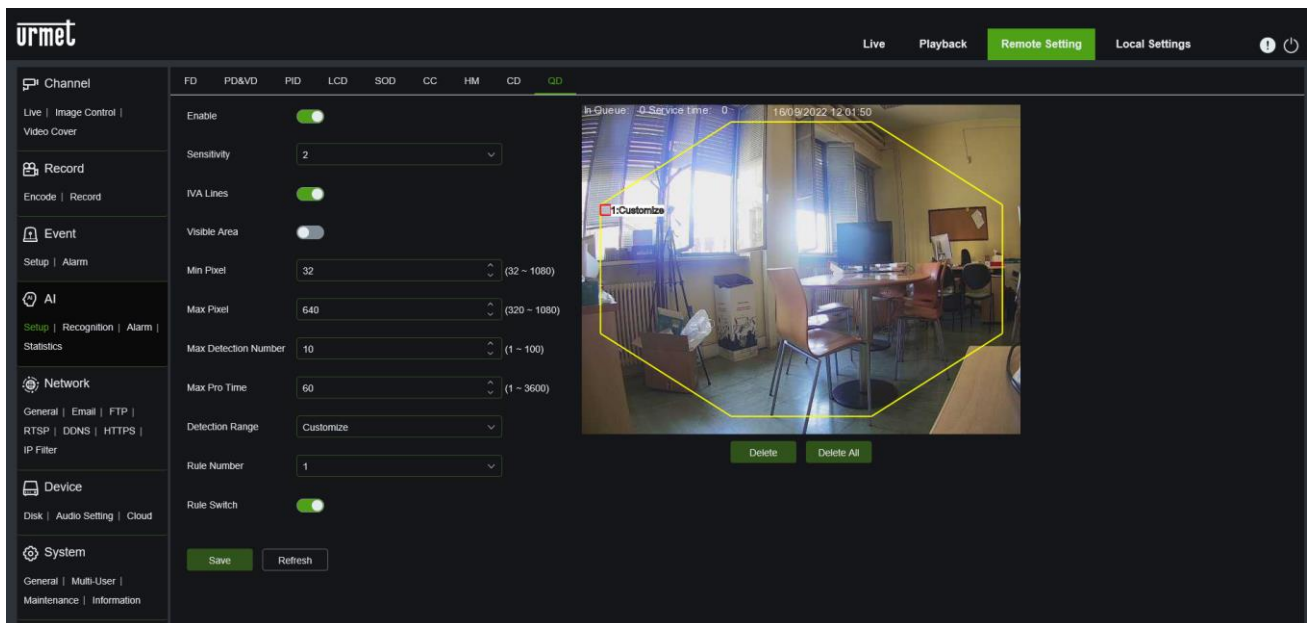 urmet
Live Playback Remote Setting Local Settings
Channel
Live | Image Control |
Video Cover
Record
Encode | Record
Event
Setup | Alarm
AI
Setup | Recognition | Alarm |
Statistics
Network
General | Email | FTP |
RTSP | DDNS | HTTPS |
IP Filter
Device
Disk | Audio Setting | Cloud
System
General | Multi-User |
Maintenance | Information
FD PD&VD PID LCD SOD CC HM CD QD
Enable
Sensitivity 2
IVA Lines
Visible Area
Min Pixel 32 (32 ~ 1080)
Max Pixel 640 (320 ~ 1080)
Max Detection Number 10 (1 ~ 100)
Max Pro Time 60 (1 ~ 3600)
Detection Range Customize
Rule Number 1
Rule Switch
Save Refresh
In Queue: 0 Service time: 0 16/09/2022 12:01:50
1:Customize
Delete Delete All